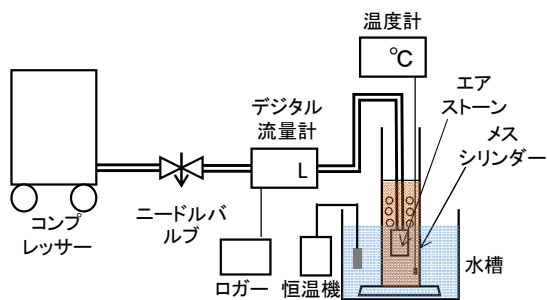 温度計
℃
エア
ストーン
デジタル
流量計
メス
シリンダー
L
ニードルバ
ルブ
コンプ
レッサー
ロガー
恒温機
水槽